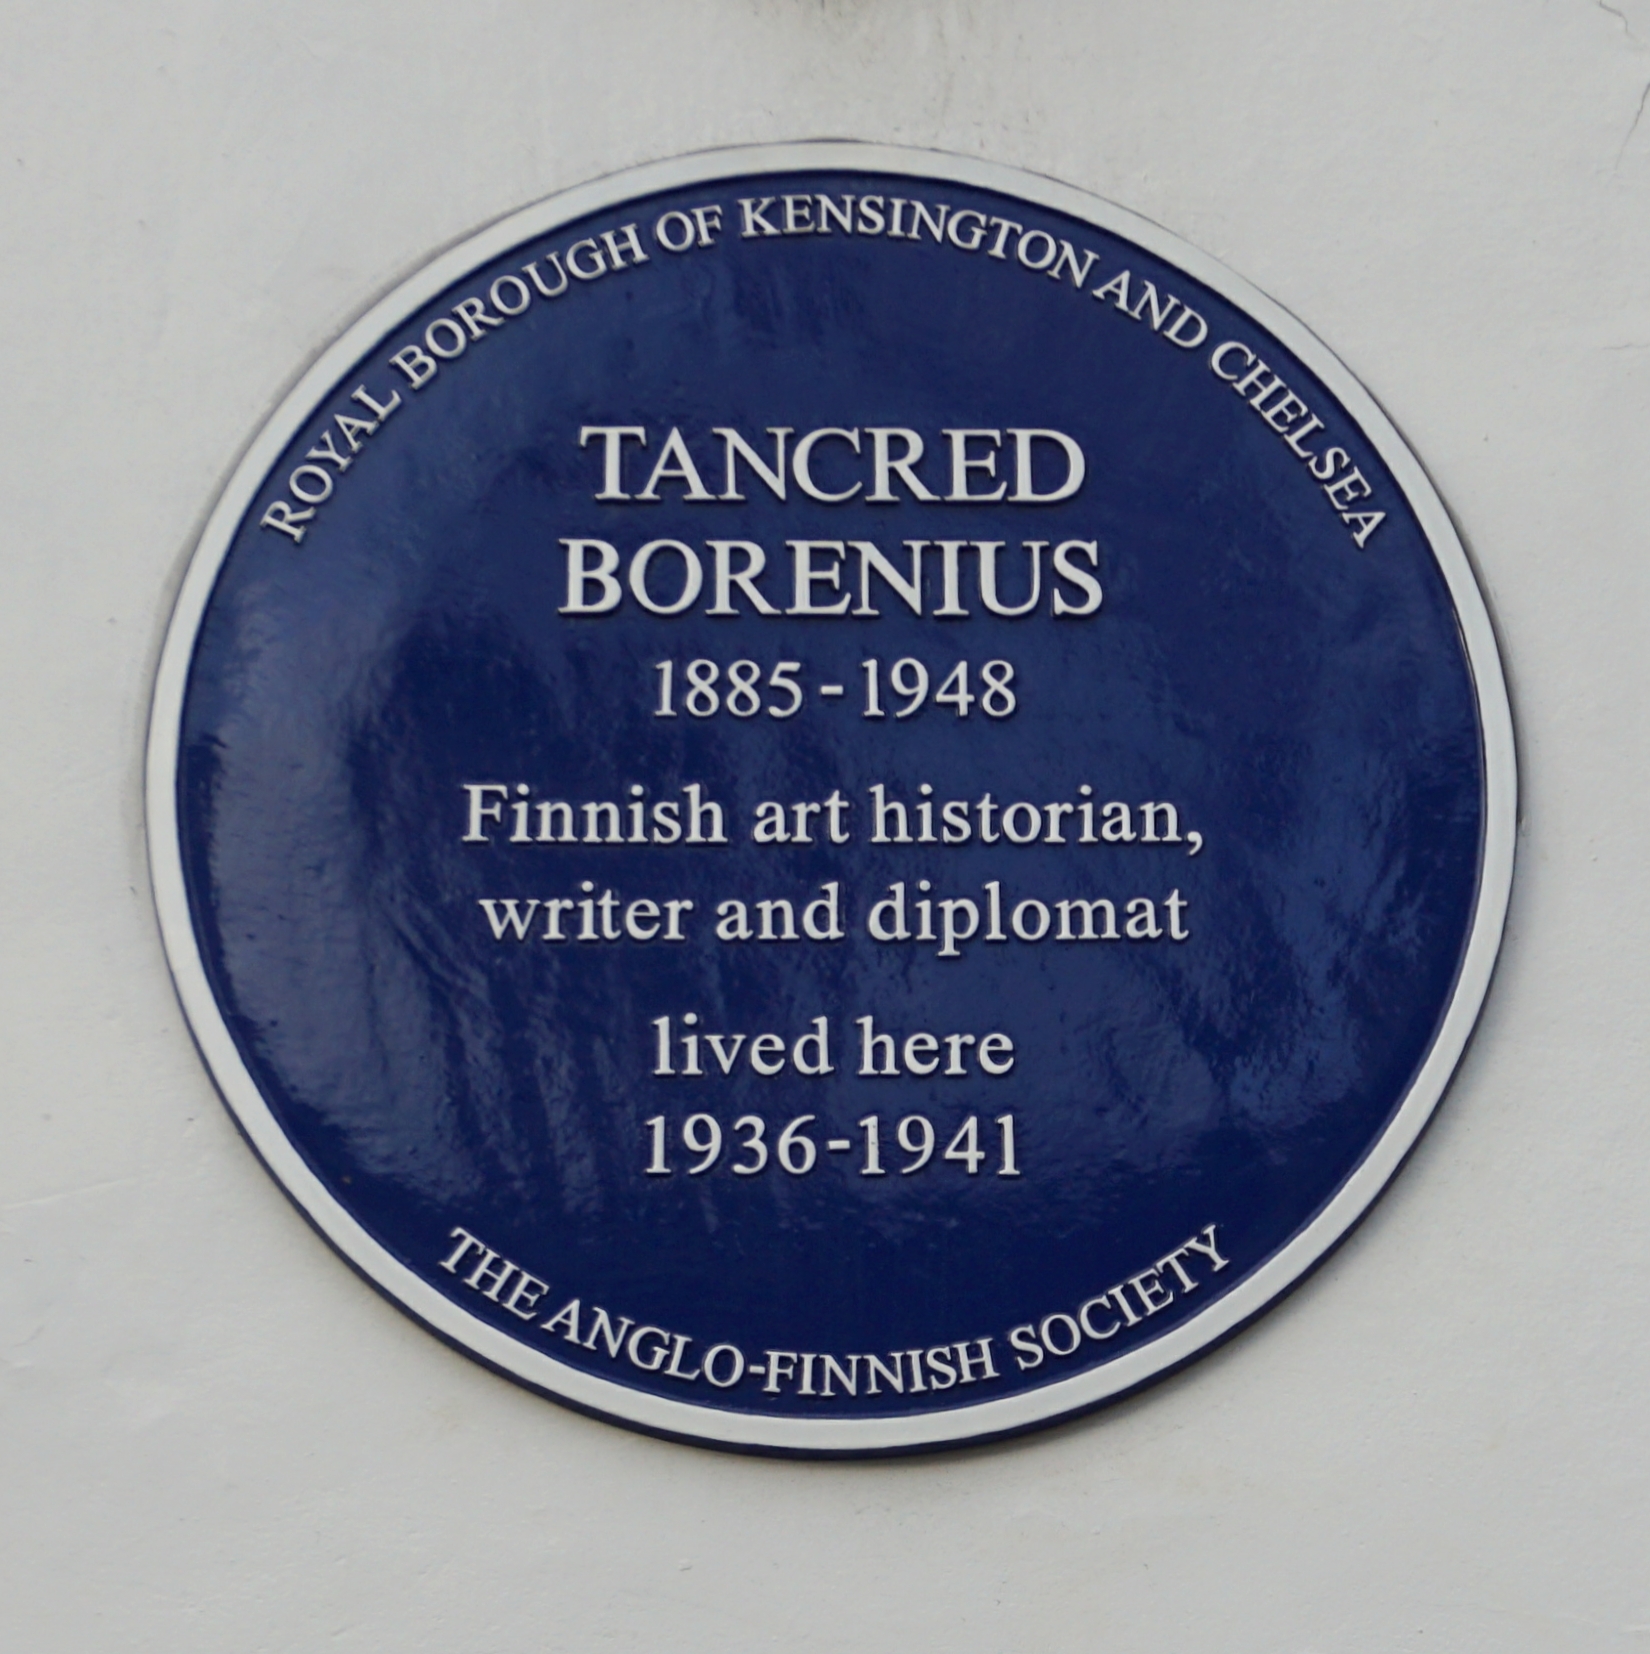 ROYAL BOROUGH OF KENSINGTON AND CHELSEA
TANCRED
BORENIUS
1885-1948
Finnish art historian,
writer and diplomat
lived here
1936-1941
THE ANGLO-FINNISH SOCIETY